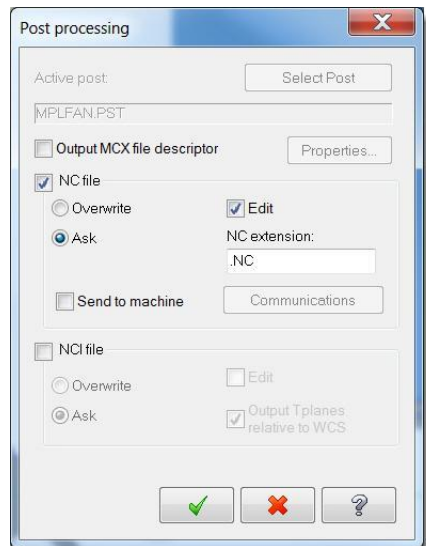 Post processing
Active post:
Select Post
MPLFAN.PST
Output MCX file descriptor
Properties...
NC file
Overwrite
Edit
Ask
NC extension:
.NC
Send to machine
Communications
NCI file
Overwrite
Edit
Ask
Output Tplanes
relative to WCS